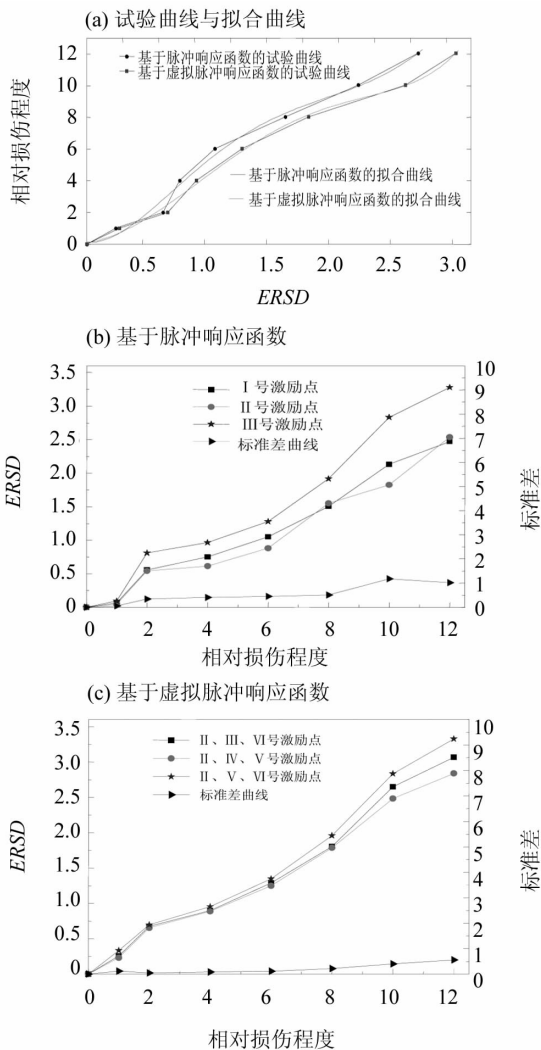 (a) 试验曲线与拟合曲线
12
10
8
6
4
2
0
相对损伤程度
基于脉冲响应函数的试验曲线
基于虚拟脉冲响应函数的试验曲线
基于脉冲响应函数的拟合曲线
基于虚拟脉冲响应函数的拟合曲线
0 0.5 1.0 1.5 2.0 2.5 3.0
ERSD
(b) 基于脉冲响应函数
3.5
3.0
2.5
2.0
1.5
1.0
0.5
0
ERSD
Ⅰ号激励点
Ⅱ号激励点
Ⅲ号激励点
标准差曲线
10
9
8
7
6
5
4
3
2
1
0
标准差
0 2 4 6 8 10 12
相对损伤程度
(c) 基于虚拟脉冲响应函数
3.5
3.0
2.5
2.0
1.5
1.0
0.5
0
ERSD
Ⅱ、Ⅲ、Ⅵ号激励点
Ⅱ、Ⅳ、Ⅴ号激励点
Ⅱ、Ⅴ、Ⅵ号激励点
标准差曲线
10
9
8
7
6
5
4
3
2
1
0
标准差
0 2 4 6 8 10 12
相对损伤程度